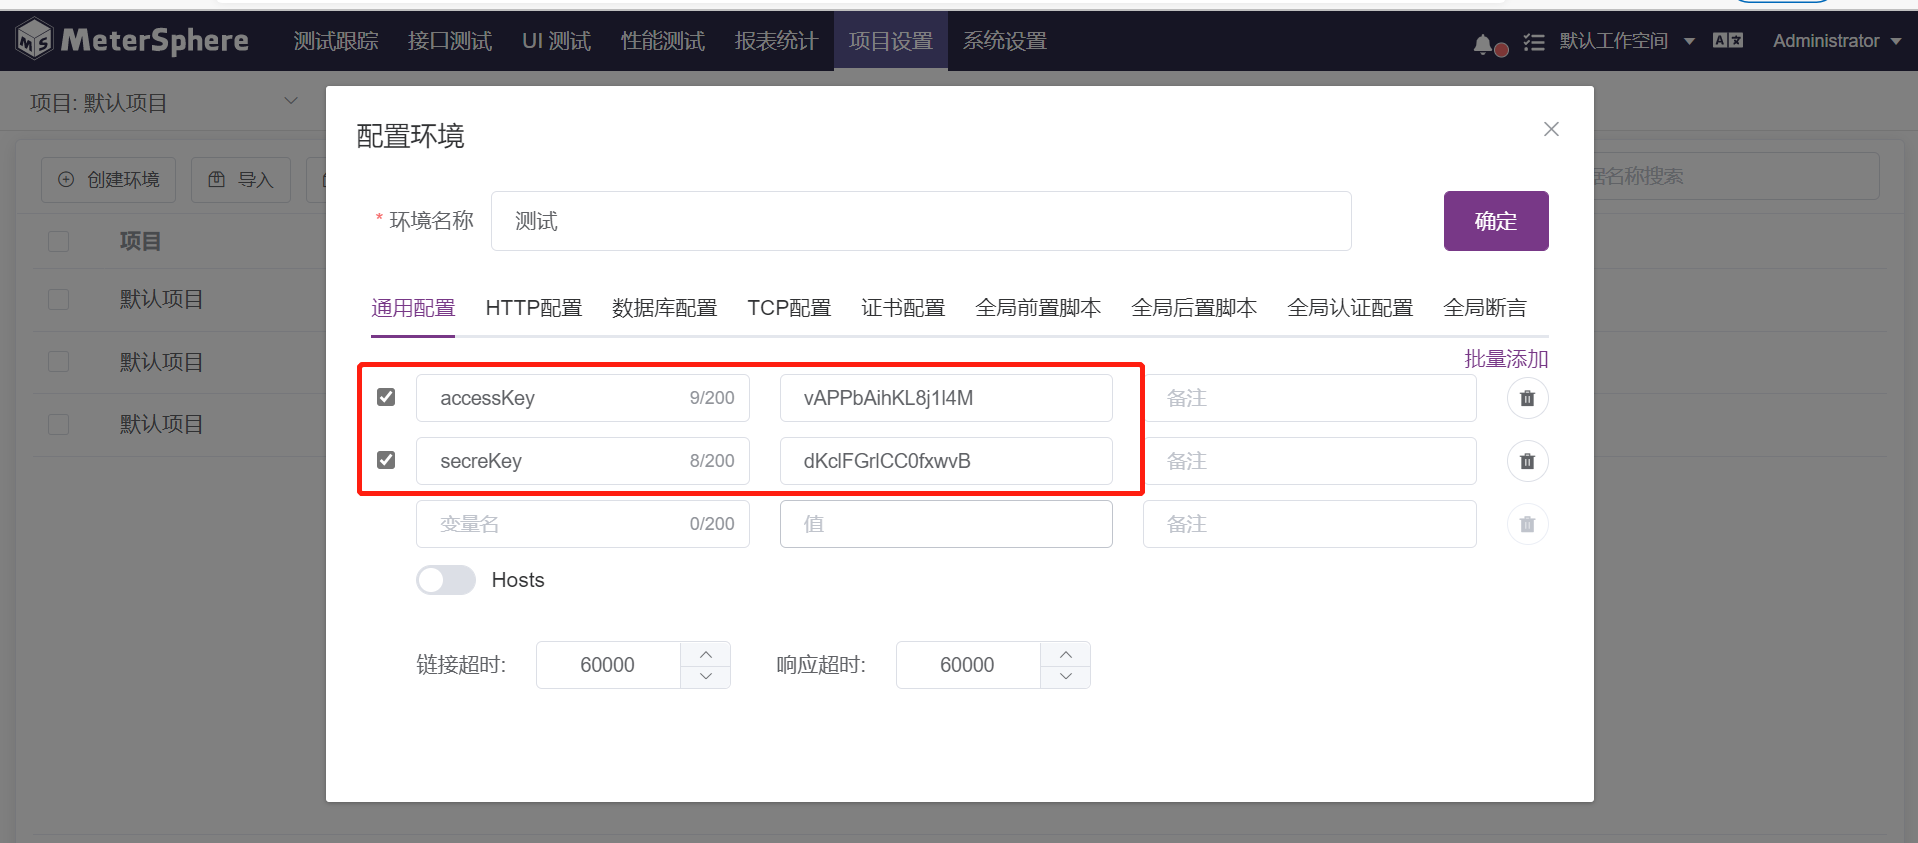 MeterSphere 测试跟踪 接口测试 UI 测试 性能测试 报表统计 项目设置 系统设置 默认工作空间 Administrator
项目: 默认项目
配置环境
创建环境 导入 名称搜索
* 环境名称 测试 确定
项目
默认项目
默认项目
默认项目
通用配置 HTTP配置 数据库配置 TCP配置 证书配置 全局前置脚本 全局后置脚本 全局认证配置 全局断言
批量添加
accessKey 9/200 vAPPbAihKL8j1l4M 备注
secreKey 8/200 dKclFGrlCC0fxwvB 备注
变量名 0/200 值 备注
Hosts
链接超时: 60000 响应超时: 60000